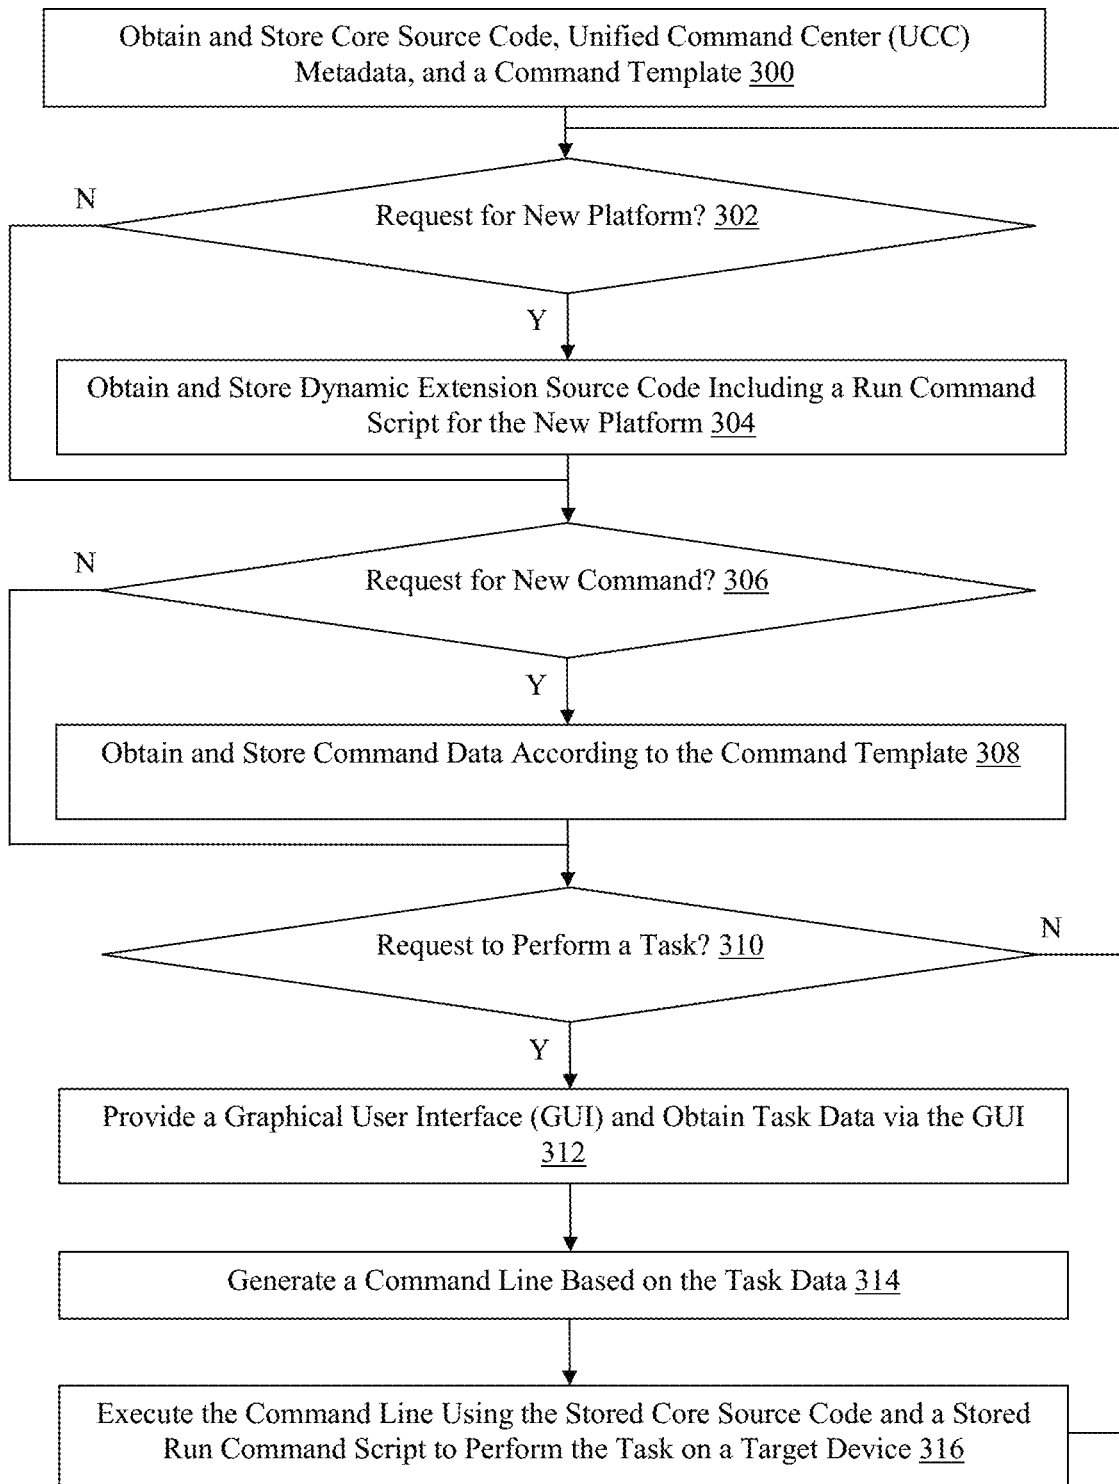 Obtain and Store Core Source Code, Unified Command Center (UCC)
Metadata, and a Command Template 300
N
Request for New Platform? 302
Y
Obtain and Store Dynamic Extension Source Code Including a Run Command
Script for the New Platform 304
N
Request for New Command? 306
Y
Obtain and Store Command Data According to the Command Template 308
Request to Perform a Task? 310
N
Y
Provide a Graphical User Interface (GUI) and Obtain Task Data via the GUI
312
Generate a Command Line Based on the Task Data 314
Execute the Command Line Using the Stored Core Source Code and a Stored
Run Command Script to Perform the Task on a Target Device 316